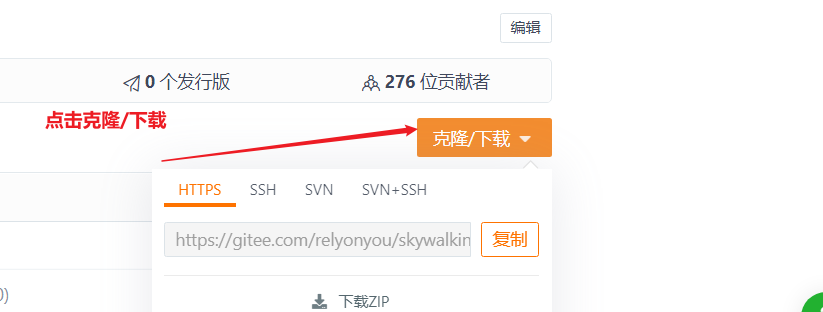 编辑
0 个发行版
276 位贡献者
点击克隆/下载
克隆/下载
HTTPS
SSH
SVN
SVN+SSH
https://gitee.com/relyonyou/skywalkin
复制
0)
下载ZIP